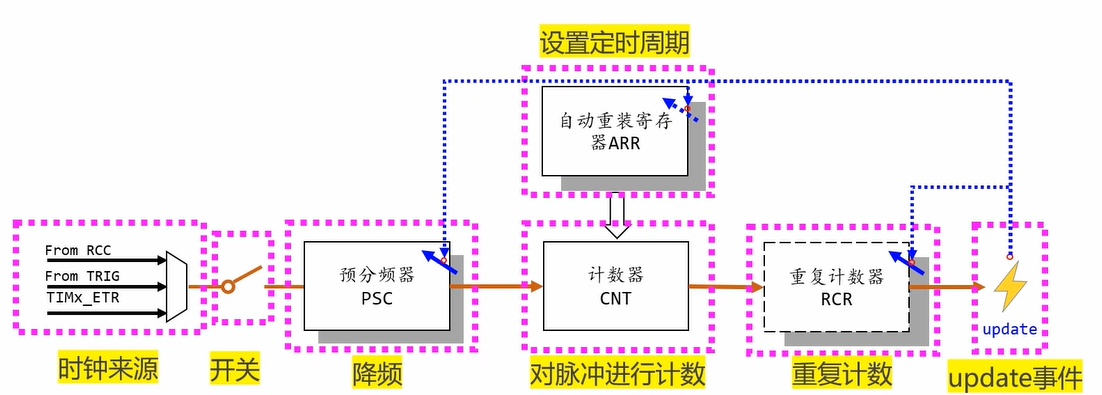 设置定时周期
自动重装寄存
器ARR
From RCC
From TRIG
TIMx_ETR
预分频器
PSC
计数器
CNT
重复计数器
RCR
update
时钟来源
开关
降频
对脉冲进行计数
重复计数
update事件